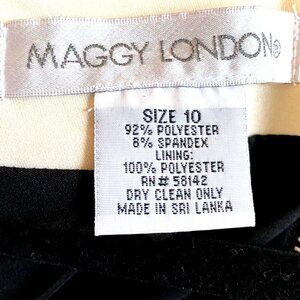 MAGGY LONDON®
SIZE 10
92% POLYESTER
8% SPANDEX
LINING:
100% POLYESTER
RN# 58142
DRY CLEAN ONLY
MADE IN SRI LANKA